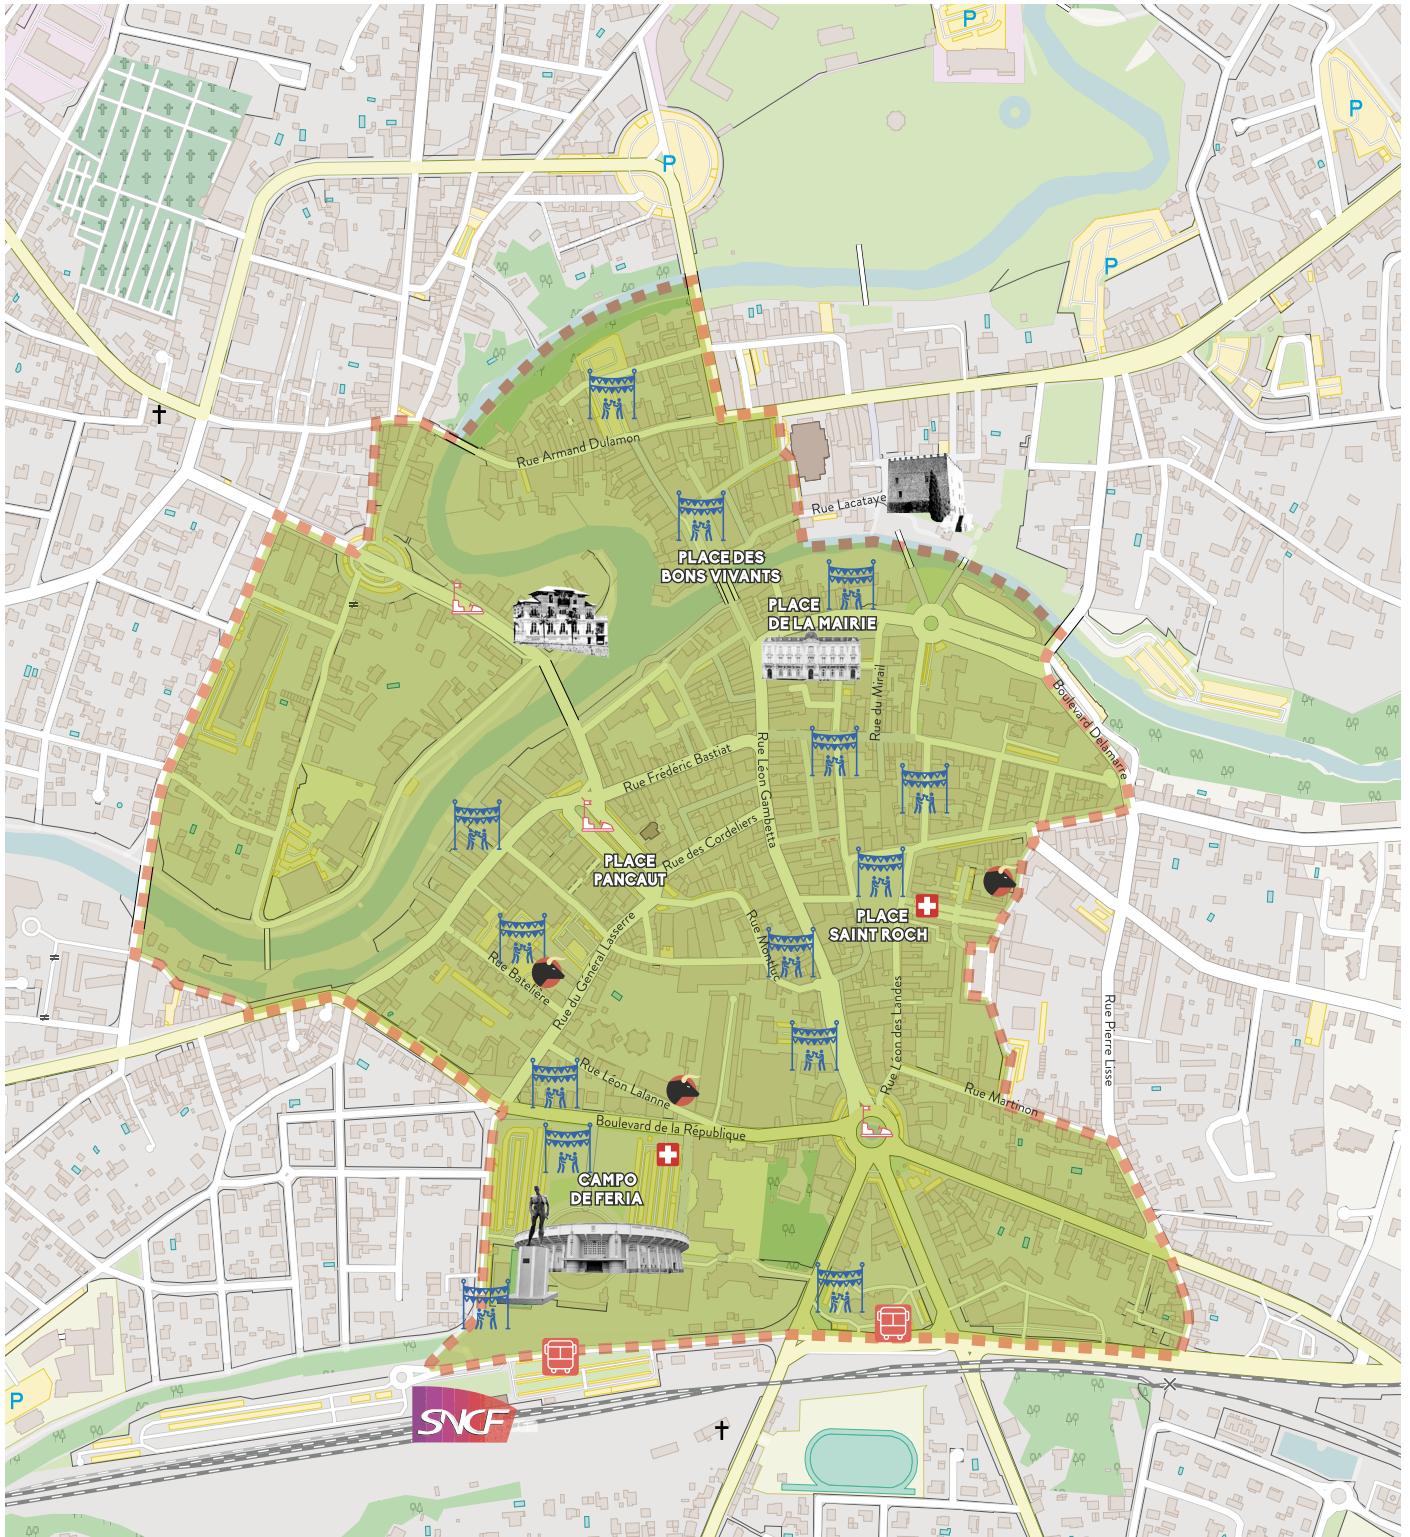 P
P
P
P
Rue Armand Dulamon
Rue Lacataye
PLACE DES
BONS VIVANTS
PLACE
DE LA MAIRIE
Rue du Mirail
Boulevard Delamarre
Rue Frédéric Bastiat
Rue Léon Gambetta
Rue des Cordeliers
PLACE
PANCAUT
PLACE
SAINT ROCH
Rue Montluc
Rue du Général Lasserre
Rue Batelière
Rue Léon des Landes
Rue Pierre Lisse
Rue Léon Lalanne
Rue Martinon
Boulevard de la République
CAMPO
DE FERIA
P
SNCF